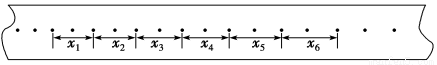 x₁ x₂ x₃ x₄ x₅ x₆